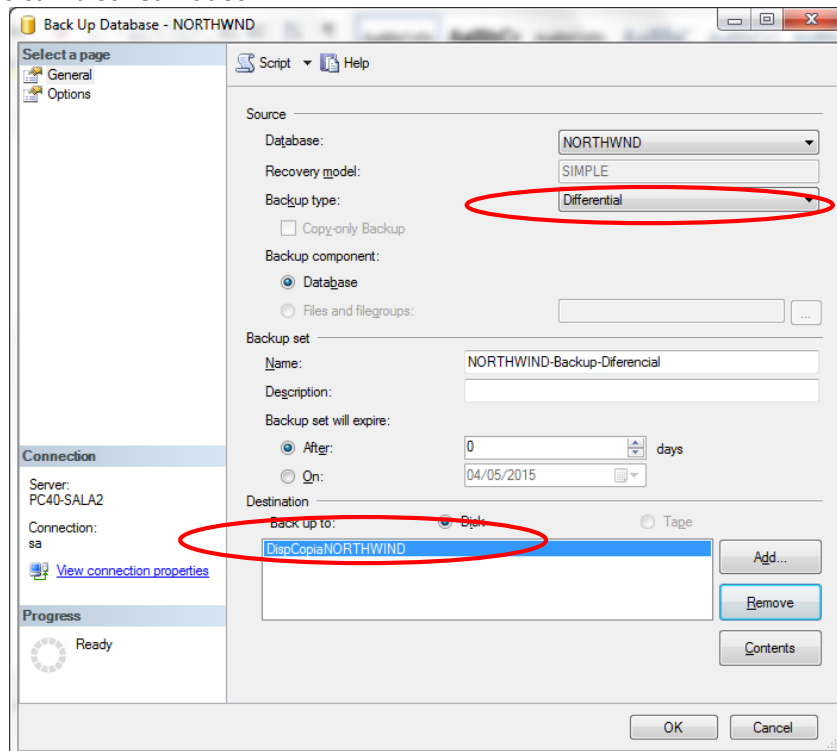 Back Up Database - NORTHWND
Select a page
General
Options
Script
Help
Source
Database:
NORTHWND
Recovery model:
SIMPLE
Backup type:
Differential
Copy-only Backup
Backup component:
Database
Files and filegroups:
...
Backup set
Name:
NORTHWIND-Backup-Diferencial
Description:
Backup set will expire:
After:
0
days
On:
04/05/2015
Connection
Server:
PC40-SALA2
Connection:
sa
View connection properties
Progress
Ready
Destination
Back up to:
Disk
Tape
DispCopiaNORTHWIND
Add...
Remove
Contents
OK
Cancel